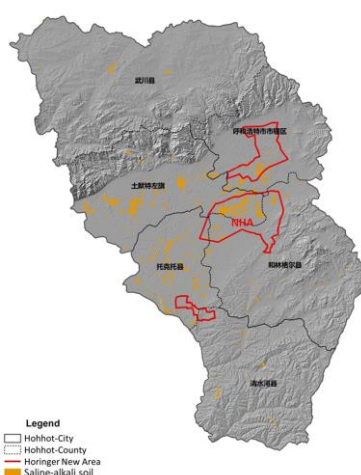 武川县
呼和浩特市市辖区
土默特左旗
NHA
托克托县
和林格尔县
清水河县
Legend
Hohhot-City
Hohhot-County
Horinger New Area
Saline-alkali soil